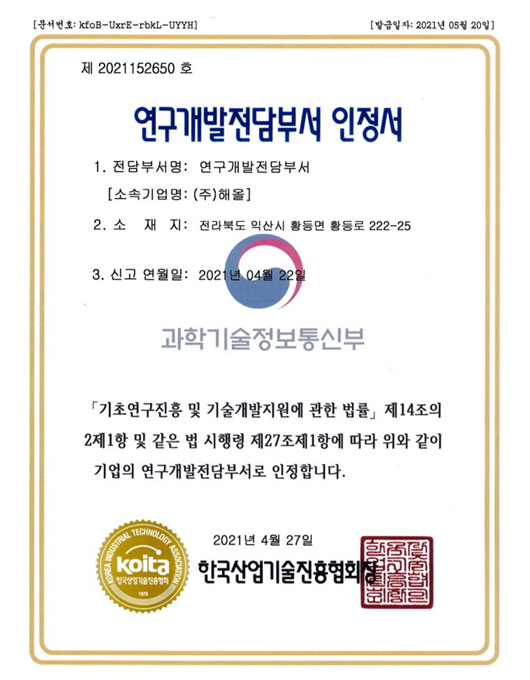 [문서번호: kfoB-UxrE-rbkL-UYYH]
[발급일자: 2021년 05월 20일]
제 2021152650 호
연구개발전담부서 인정서
1. 전담부서명: 연구개발전담부서
[소속기업명: (주)해올]
2. 소 재 지: 전라북도 익산시 황등면 황등로 222-25
3. 신고 연월일: 2021년 04월 22일
과학기술정보통신부
「기초연구진흥 및 기술개발지원에 관한 법률」 제14조의
2제1항 및 같은 법 시행령 제27조제1항에 따라 위와 같이
기업의 연구개발전담부서로 인정합니다.
2021년 4월 27일
KOREA INDUSTRIAL TECHNOLOGY ASSOCIATION
koita
한국산업기술진흥협회
1979
한국산업기술진흥협회장